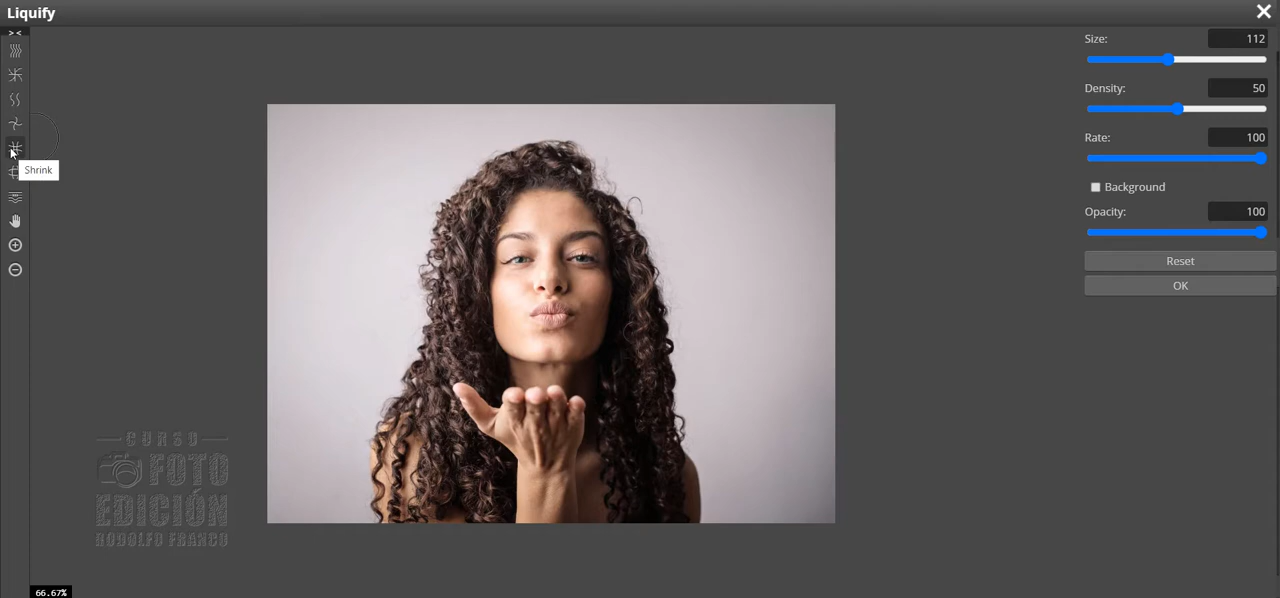 Liquify
Size: 112
Density: 50
Rate: 100
Background
Opacity: 100
Reset
OK
Shrink
CURSO
FOTO
EDICIÓN
RODOLFO FRANCO
66.67%